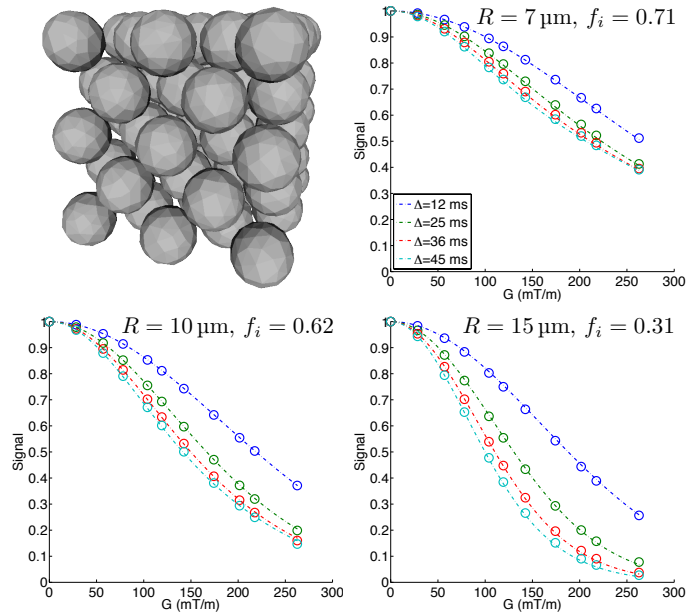 R = 7 µm, f_i = 0.71
1
0.9
0.8
0.7
0.6
0.5
0.4
0.3
0.2
0.1
0
Signal
Δ=12 ms
Δ=25 ms
Δ=36 ms
Δ=45 ms
0 50 100 150 200 250 300
G (mT/m)
R = 10 µm, f_i = 0.62
1
0.9
0.8
0.7
0.6
0.5
0.4
0.3
0.2
0.1
0
Signal
0 50 100 150 200 250 300
G (mT/m)
R = 15 µm, f_i = 0.31
1
0.9
0.8
0.7
0.6
0.5
0.4
0.3
0.2
0.1
0
Signal
0 50 100 150 200 250 300
G (mT/m)